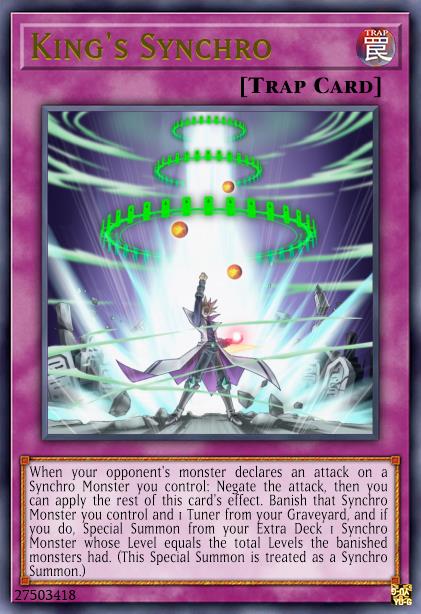 King's Synchro
TRAP
罠
[Trap Card]
When your opponent's monster declares an attack on a
Synchro Monster you control: Negate the attack, then you
can apply the rest of this card's effect. Banish that Synchro
Monster you control and 1 Tuner from your Graveyard, and if
you do, Special Summon from your Extra Deck 1 Synchro
Monster whose Level equals the total Levels the banished
monsters had. (This Special Summon is treated as a Synchro
Summon.)
27503418